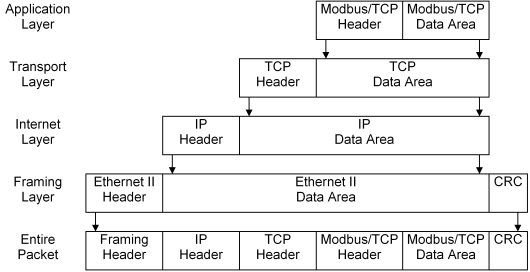 Application Layer
Modbus/TCP Header
Modbus/TCP Data Area
Transport Layer
TCP Header
TCP Data Area
Internet Layer
IP Header
IP Data Area
Framing Layer
Ethernet II Header
Ethernet II Data Area
CRC
Entire Packet
Framing Header
IP Header
TCP Header
Modbus/TCP Header
Modbus/TCP Data Area
CRC